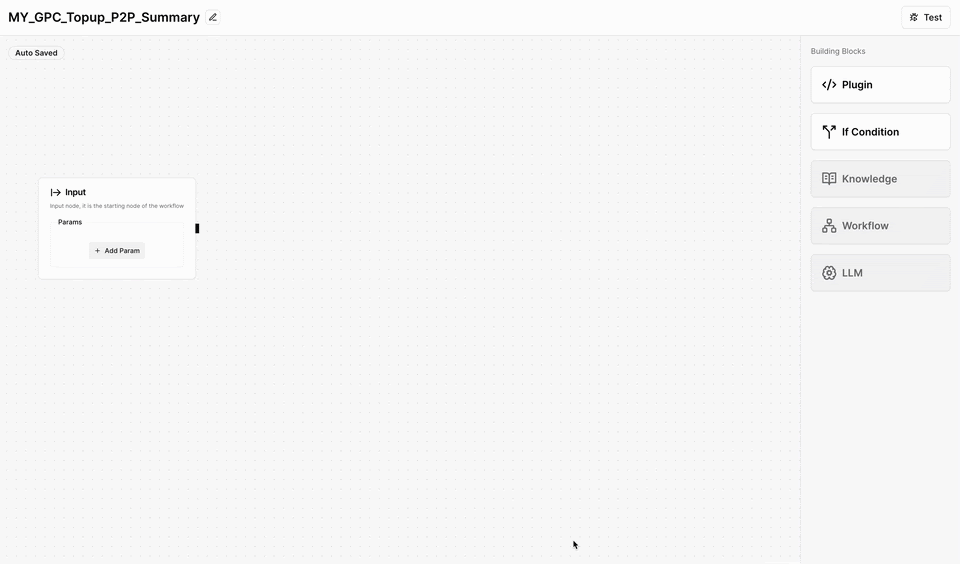 MY_GPC_Topup_P2P_Summary
Test
Auto Saved
Building Blocks
Plugin
If Condition
Knowledge
Workflow
LLM
Input
Input node, it is the starting node of the workflow
Params
+ Add Param